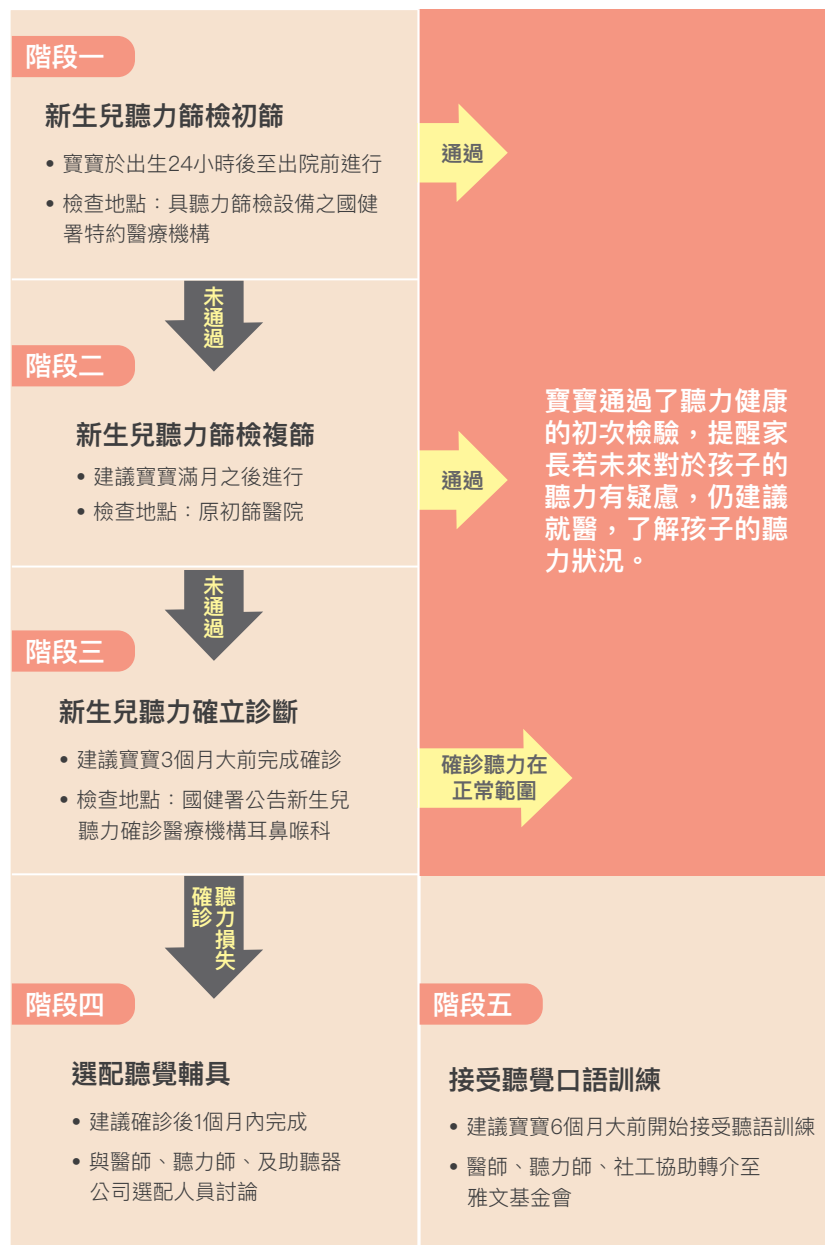 階段一
新生兒聽力篩檢初篩
• 寶寶於出生24小時後至出院前進行
• 檢查地點：具聽力篩檢設備之國健
署特約醫療機構
通過
未通過
階段二
新生兒聽力篩檢複篩
• 建議寶寶滿月之後進行
• 檢查地點：原初篩醫院
通過
寶寶通過了聽力健康
的初次檢驗，提醒家
長若未來對於孩子的
聽力有疑慮，仍建議
就醫，了解孩子的聽
力狀況。
未通過
階段三
新生兒聽力確立診斷
• 建議寶寶3個月大前完成確診
• 檢查地點：國健署公告新生兒
聽力確診醫療機構耳鼻喉科
確診聽力在
正常範圍
聽力損失
確診
階段四
選配聽覺輔具
• 建議確診後1個月內完成
• 與醫師、聽力師、及助聽器
公司選配人員討論
階段五
接受聽覺口語訓練
• 建議寶寶6個月大前開始接受聽語訓練
• 醫師、聽力師、社工協助轉介至
雅文基金會